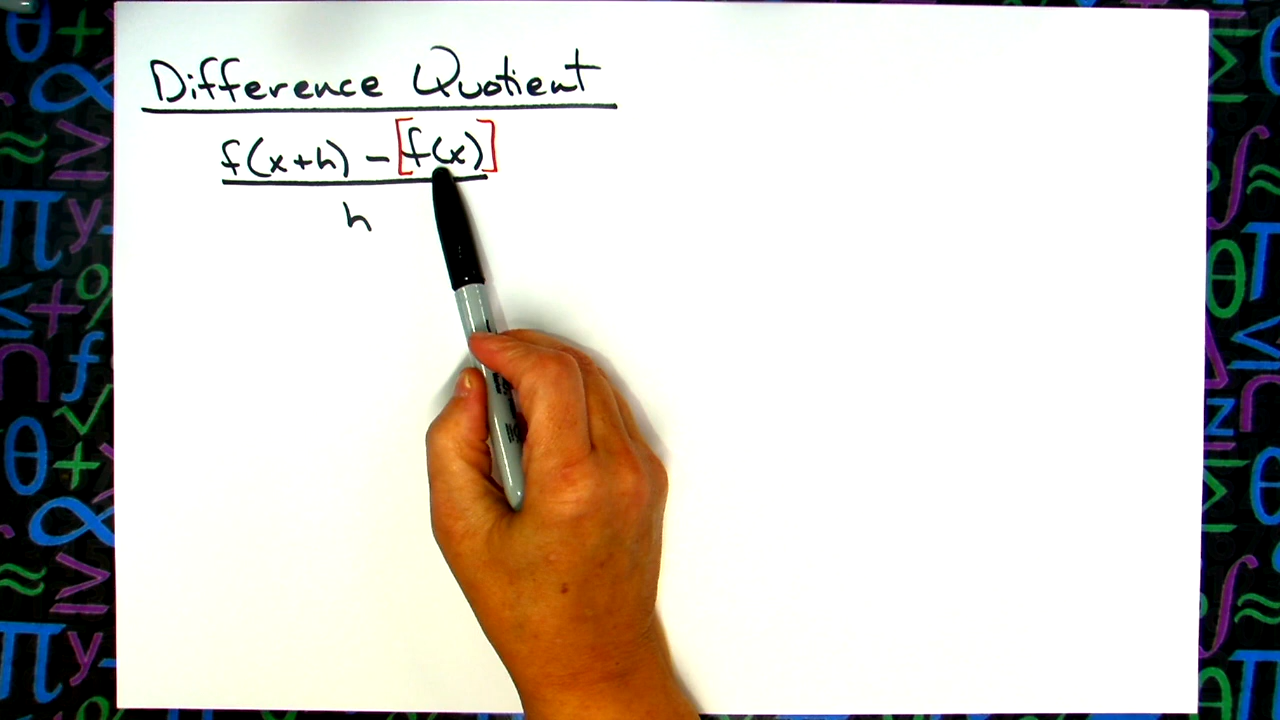 Difference Quotient
f(x+h) - [f(x)]
h